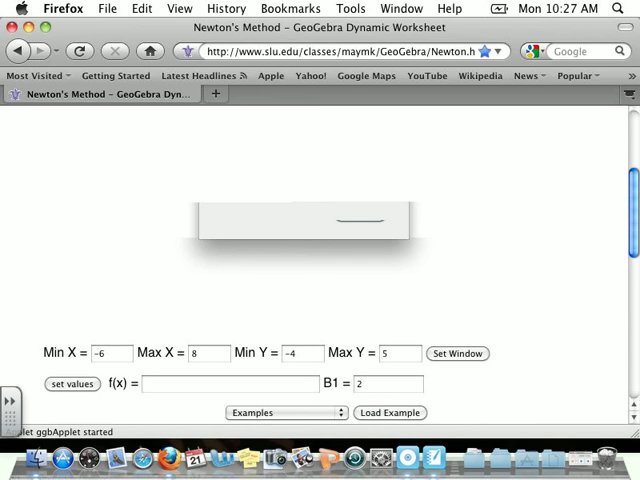 Firefox File Edit View History Bookmarks Tools Window Help Mon 10:27 AM
Newton's Method - GeoGebra Dynamic Worksheet
http://www.slu.edu/classes/maymk/GeoGebra/Newton.h Google
Most Visited Getting Started Latest Headlines Apple Yahoo! Google Maps YouTube Wikipedia News Popular
Newton's Method - GeoGebra Dyn...
Min X = -6 Max X = 8 Min Y = -4 Max Y = 5 Set Window
set values f(x) = B1 = 2
Examples Load Example
ggbApplet started
21